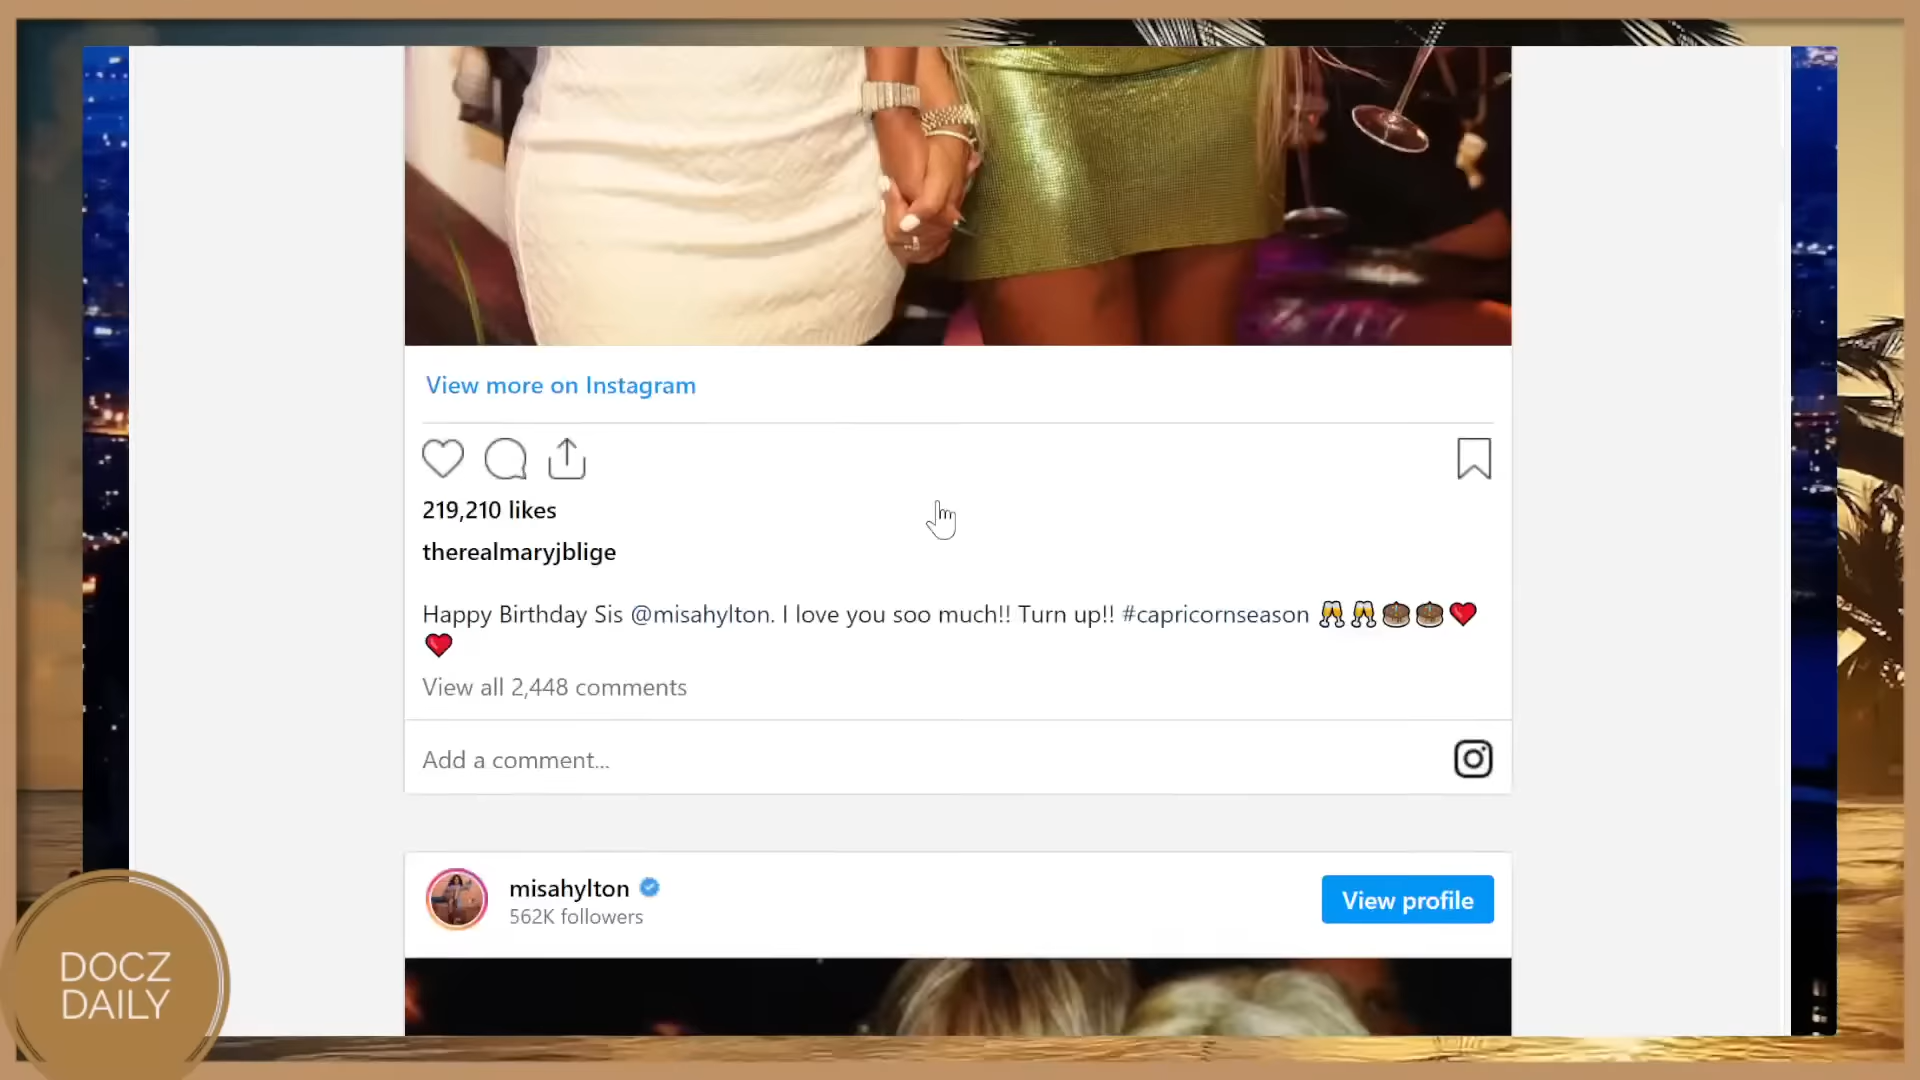 View more on Instagram
219,210 likes
therealmaryjblige
Happy Birthday Sis @misahylton. I love you soo much!! Turn up!! #capricornseason 🥂🥂🎂🎂❤️
❤️
View all 2,448 comments
Add a comment...
misahylton
562K followers
View profile
DOCZ
DAILY